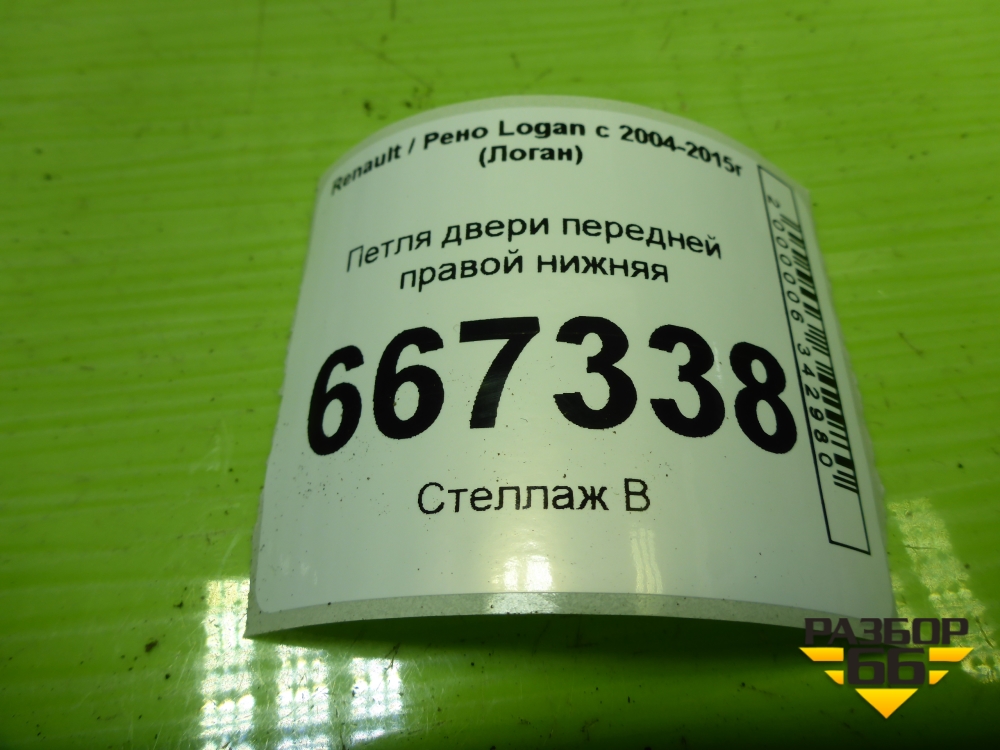 Renault / Рено Logan с 2004-2015г
(Логан)
Петля двери передней
правой нижняя
667338
Стеллаж В
2000006342980
РАЗБОР
66